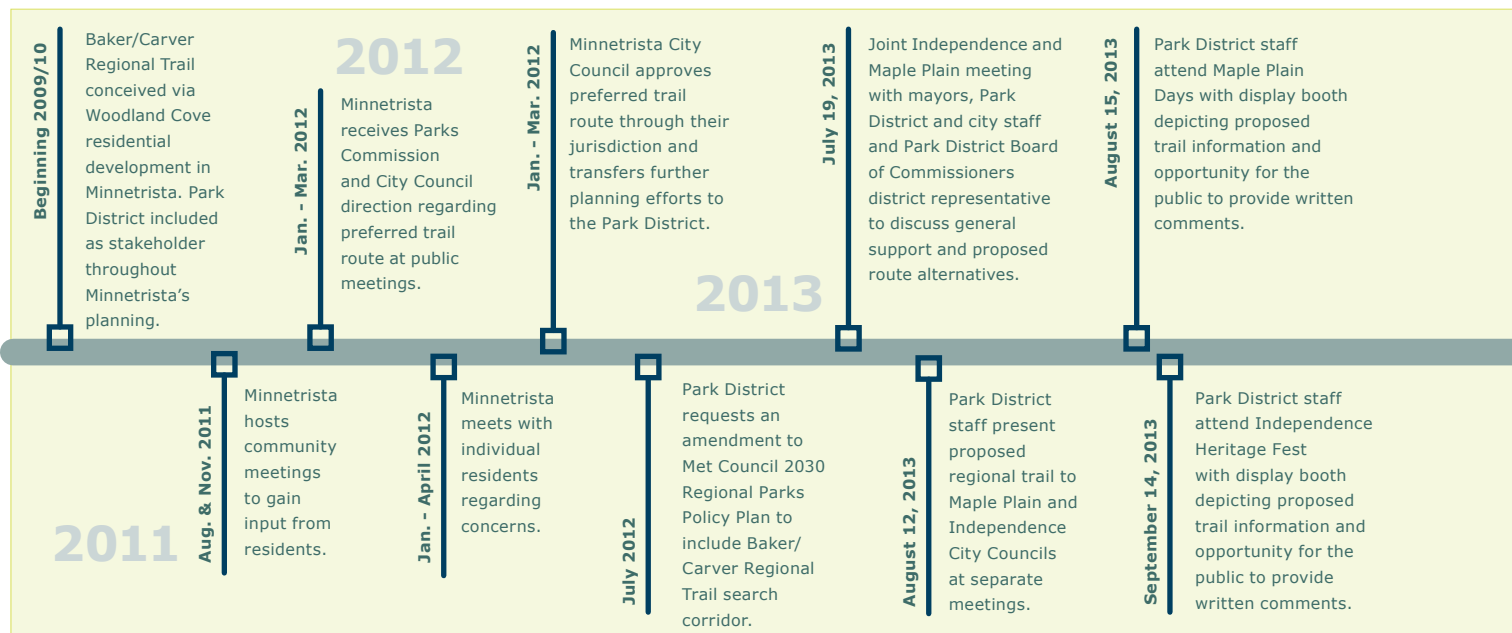 Beginning 2009/10
Baker/Carver
Regional Trail
conceived via
Woodland Cove
residential
development in
Minnetrista. Park
District included
as stakeholder
throughout
Minnetrista’s
planning.
2011
Aug. & Nov. 2011
Minnetrista
hosts
community
meetings
to gain
input from
residents.
2012
Jan. - Mar. 2012
Minnetrista
receives Parks
Commission
and City Council
direction regarding
preferred trail
route at public
meetings.
Jan. - April 2012
Minnetrista
meets with
individual
residents
regarding
concerns.
Jan. - Mar. 2012
Minnetrista City
Council approves
preferred trail
route through their
jurisdiction and
transfers further
planning efforts to
the Park District.
July 2012
Park District
requests an
amendment to
Met Council 2030
Regional Parks
Policy Plan to
include Baker/
Carver Regional
Trail search
corridor.
2013
July 19, 2013
Joint Independence and
Maple Plain meeting
with mayors, Park
District and city staff
and Park District Board
of Commissioners
district representative
to discuss general
support and proposed
route alternatives.
August 12, 2013
Park District
staff present
proposed
regional trail to
Maple Plain and
Independence
City Councils
at separate
meetings.
August 15, 2013
Park District staff
attend Maple Plain
Days with display booth
depicting proposed
trail information and
opportunity for the
public to provide written
comments.
September 14, 2013
Park District staff
attend Independence
Heritage Fest
with display booth
depicting proposed
trail information and
opportunity for the
public to provide
written comments.